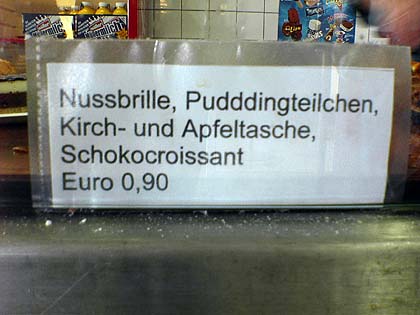 Nussbrille, Pudddingteilchen,
Kirch- und Apfeltasche,
Schokocroissant
Euro 0,90